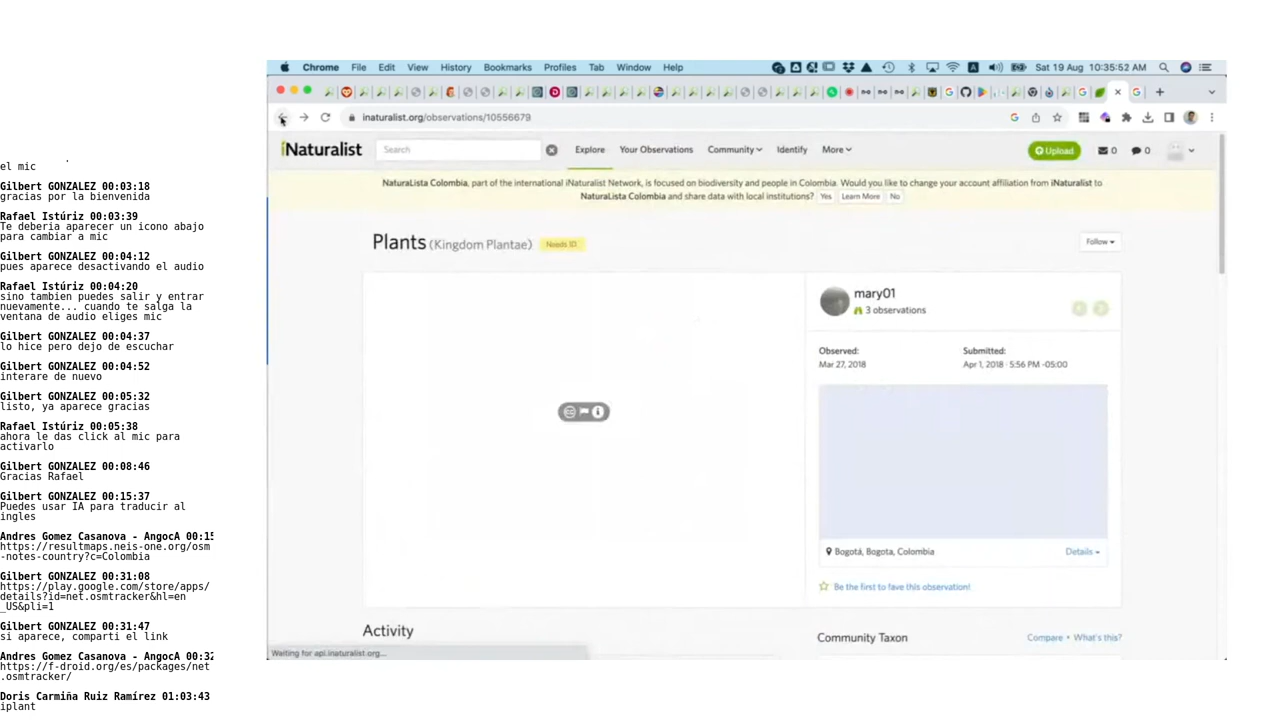 el mic
Gilbert GONZALEZ 00:03:18
gracias por la bienvenida
Rafael Istúriz 00:03:39
Te deberia aparecer un icono abajo
para cambiar a mic
Gilbert GONZALEZ 00:04:12
pues aparece desactivando el audio
Rafael Istúriz 00:04:20
sino tambien puedes salir y entrar
nuevamente... cuando te salga la
ventana de audio eliges mic
Gilbert GONZALEZ 00:04:37
lo hice pero dejo de escuchar
Gilbert GONZALEZ 00:04:52
interare de nuevo
Gilbert GONZALEZ 00:05:32
listo, ya aparece gracias
Rafael Istúriz 00:05:38
ahora le das click al mic para
activarlo
Gilbert GONZALEZ 00:08:46
Gracias Rafael
Gilbert GONZALEZ 00:15:37
Puedes usar IA para traducir al
ingles
Andres Gomez Casanova - AngocA 00:15
https://resultmaps.neis-one.org/osm
-notes-country?c=Colombia
Gilbert GONZALEZ 00:31:08
https://play.google.com/store/apps/
details?id=net.osmtracker&hl=en
_US&pli=1
Gilbert GONZALEZ 00:31:47
si aparece, comparti el link
Andres Gomez Casanova - AngocA 00:32
https://f-droid.org/es/packages/net
.osmtracker/
Doris Carmiña Ruiz Ramírez 01:03:43
iplant
Chrome File Edit View History Bookmarks Profiles Tab Window Help Sat 19 Aug 10:35:52 AM
inaturalist.org/observations/10556679
iNaturalist Search Explore Your Observations Community Identify More Upload 0 0
NaturaLista Colombia, part of the international iNaturalist Network, is focused on biodiversity and people in Colombia. Would you like to change your account affiliation from iNaturalist to
NaturaLista Colombia and share data with local institutions? Yes Learn More No
Plants (Kingdom Plantae) Needs ID Follow
mary01
3 observations
Observed: Submitted:
Mar 27, 2018 Apr 1, 2018 · 5:56 PM -05:00
Bogotá, Bogota, Colombia Details
Be the first to fave this observation!
Activity
Community Taxon Compare · What's this?
Waiting for api.inaturalist.org...